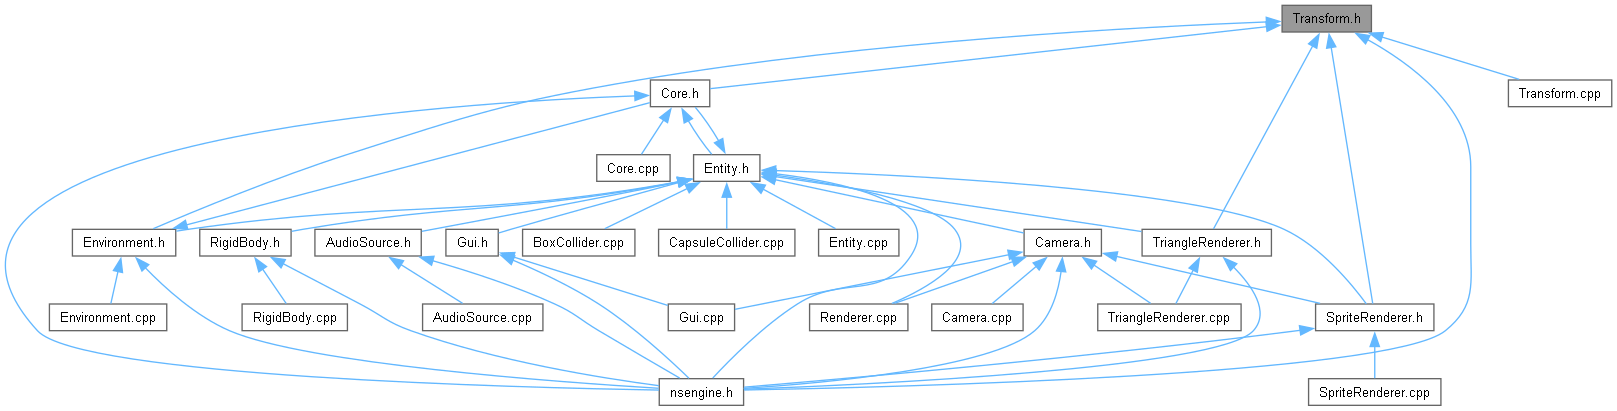 Transform.h
Core.h
Transform.cpp
Core.cpp
Entity.h
Environment.h
RigidBody.h
AudioSource.h
Gui.h
BoxCollider.cpp
CapsuleCollider.cpp
Entity.cpp
Camera.h
TriangleRenderer.h
Environment.cpp
RigidBody.cpp
AudioSource.cpp
Gui.cpp
Renderer.cpp
Camera.cpp
TriangleRenderer.cpp
SpriteRenderer.h
nsengine.h
SpriteRenderer.cpp